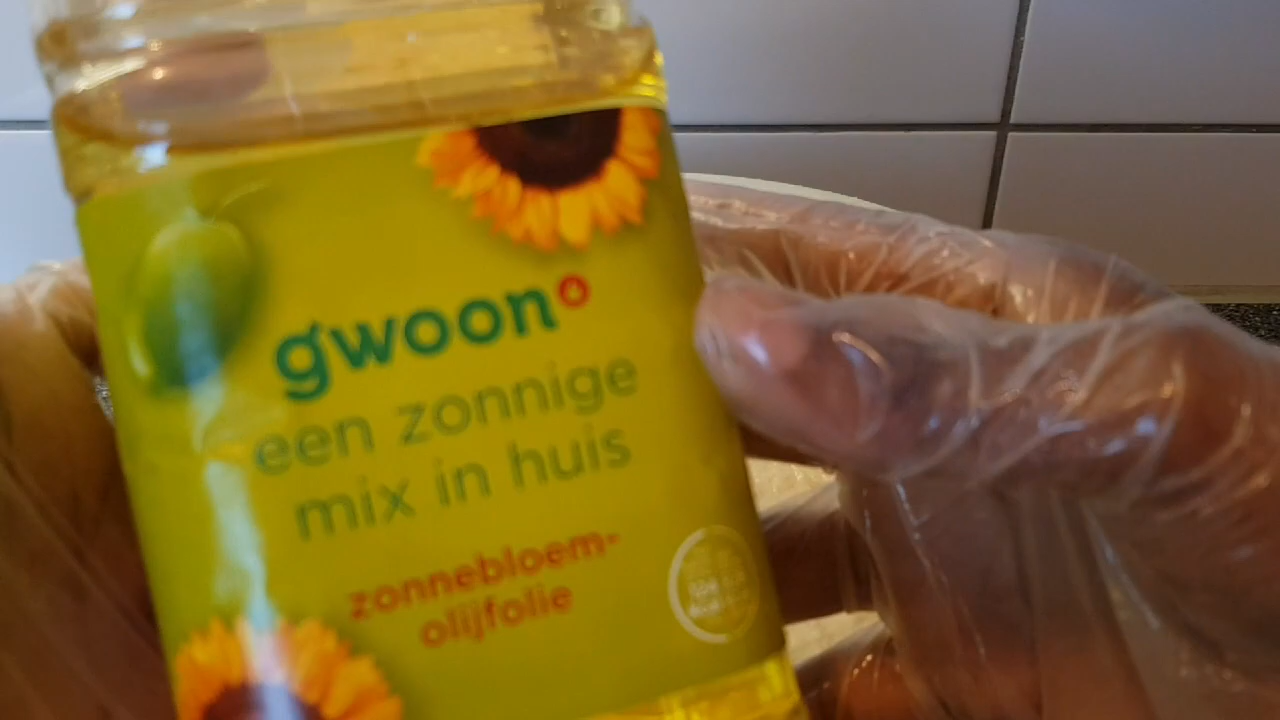 gwoon
een zonnige
mix in huis
zonnebloem-
olijfolie